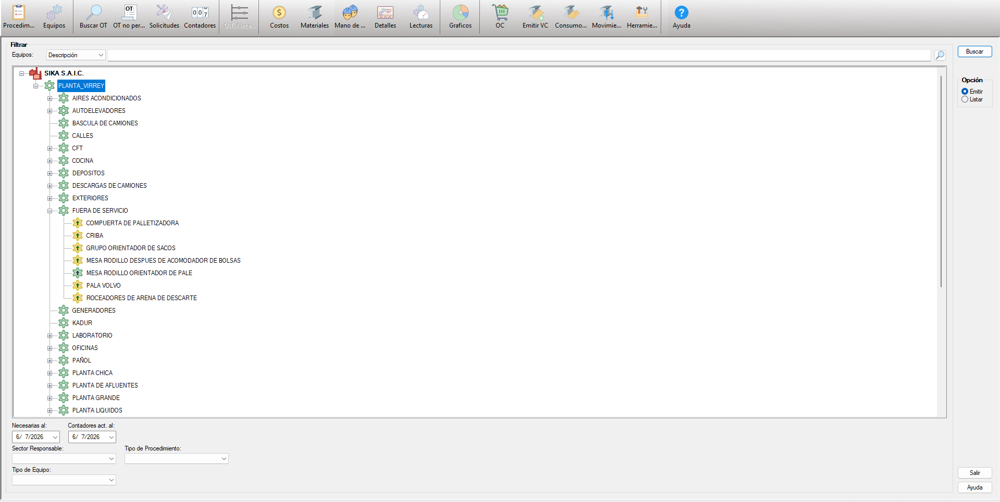 Procedim...
Equipos
Buscar OT
OT:
OT no per...
Solicitudes
007
Contadores
O.T. Nece...
Costos
Materiales
Mano de ...
Detalles
Lecturas
Graficos
OC
Emitir VC
Consumo...
Movimie...
Herramie...
Ayuda
Filtrar
Equipos:
Descripción
Buscar
SIKA S.A.I.C.
PLANTA_VIRREY
Opción
Emitir
Listar
AIRES ACONDICIONADOS
AUTOELEVADORES
BASCULA DE CAMIONES
CALLES
CFT
COCINA
DEPOSITOS
DESCARGAS DE CAMIONES
EXTERIORES
FUERA DE SERVICIO
COMPUERTA DE PALLETIZADORA
CRIBA
GRUPO ORIENTADOR DE SACOS
MESA RODILLO DESPUES DE ACOMODADOR DE BOLSAS
MESA RODILLO ORIENTADOR DE PALE
PALA VOLVO
ROCEADORES DE ARENA DE DESCARTE
GENERADORES
KADUR
LABORATORIO
OFICINAS
PAÑOL
PLANTA CHICA
PLANTA DE AFLUENTES
PLANTA GRANDE
PLANTA LIQUIDOS
Necesarias al:
Contadores act. al:
6/ 7/2026
6/ 7/2026
Sector Responsable:
Tipo de Procedimiento:
Tipo de Equipo:
Salir
Ayuda